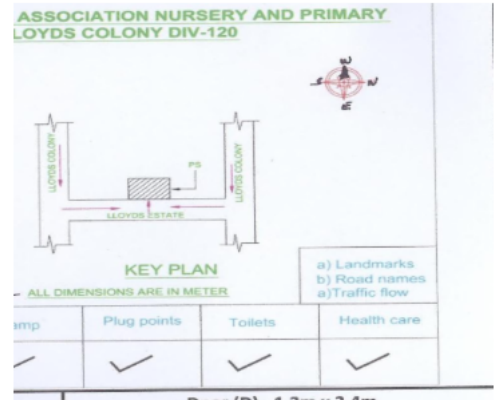 ASSOCIATION NURSERY AND PRIMARY
LOYDS COLONY DIV-120
W
S N
E
LLOYDS COLONY
PS
LLOYDS COLONY
LLOYDS ESTATE
KEY PLAN
ALL DIMENSIONS ARE IN METER
a) Landmarks
b) Road names
a)Traffic flow
amp Plug points Toilets Health care